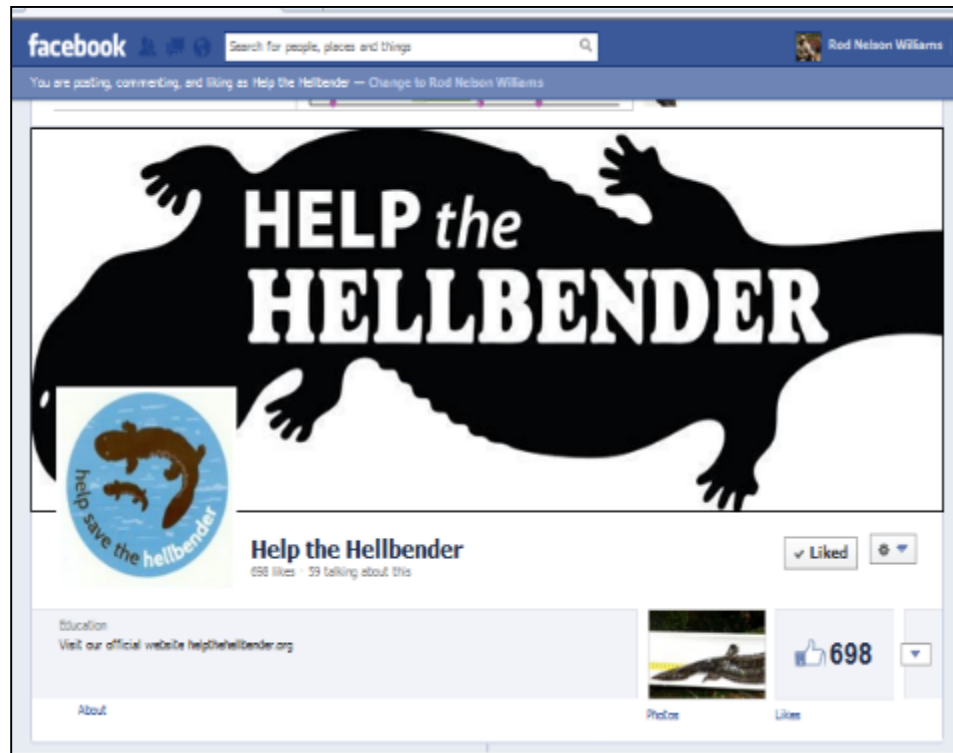 facebook
Search for people, places and things
Rod Nelson Williams
You are posting, commenting, and liking as Help the Hellbender — Change to Rod Nelson Williams
HELP the
HELLBENDER
help save the hellbender
Help the Hellbender
✓ Liked
698 likes · 59 talking about this
Education
Visit our official website helpthehellbender.org
698
About
Photos
Likes